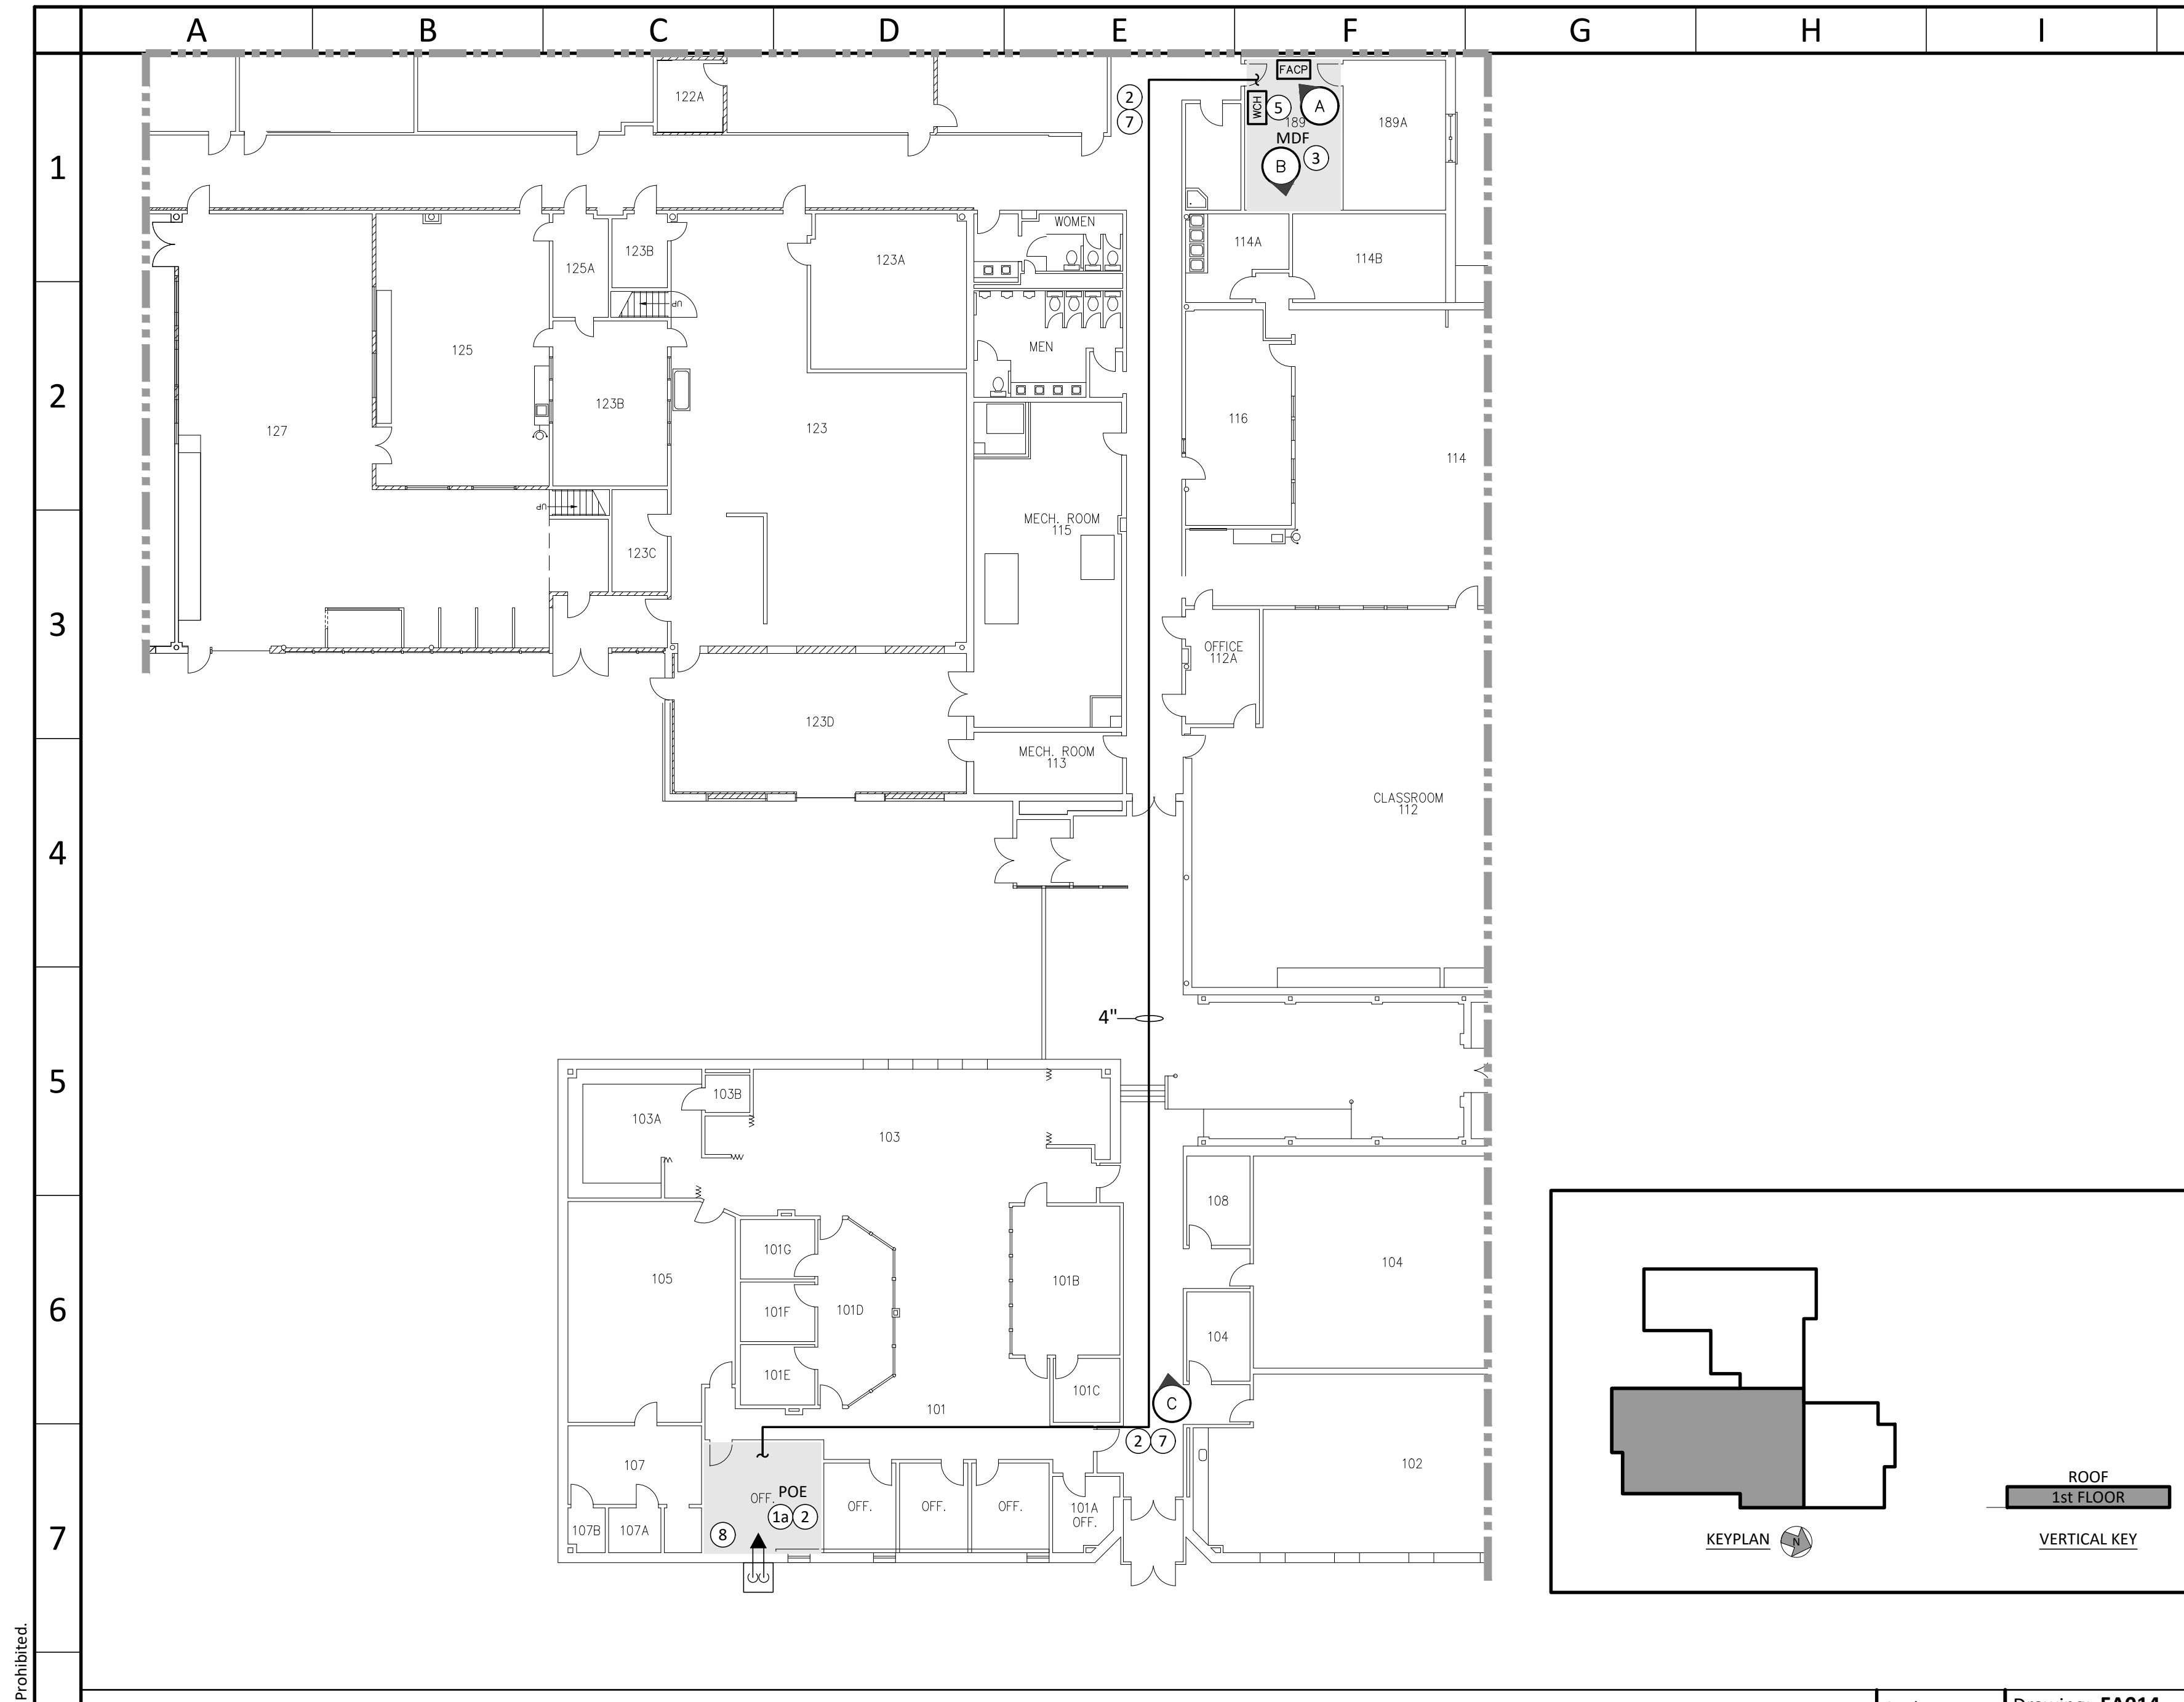 A B C D E F G H I
1
2
3
4
5
6
7
122A
2
7
FACP
WCH
5
A
189
MDF
B
3
189A
WOMEN
125A
123B
123A
114A
114B
UP
MEN
125
123B
123
127
116
114
UP
MECH. ROOM
115
123C
OFFICE
112A
123D
MECH. ROOM
113
CLASSROOM
112
4"
103B
103A
103
108
101G
105
101B
104
101F
101D
104
101E
101C
C
101
2 7
107
102
OFF.
POE
1a 2
8
OFF.
OFF.
OFF.
101A
OFF.
107B
107A
ROOF
1st FLOOR
KEYPLAN
N
VERTICAL KEY
Prohibited.